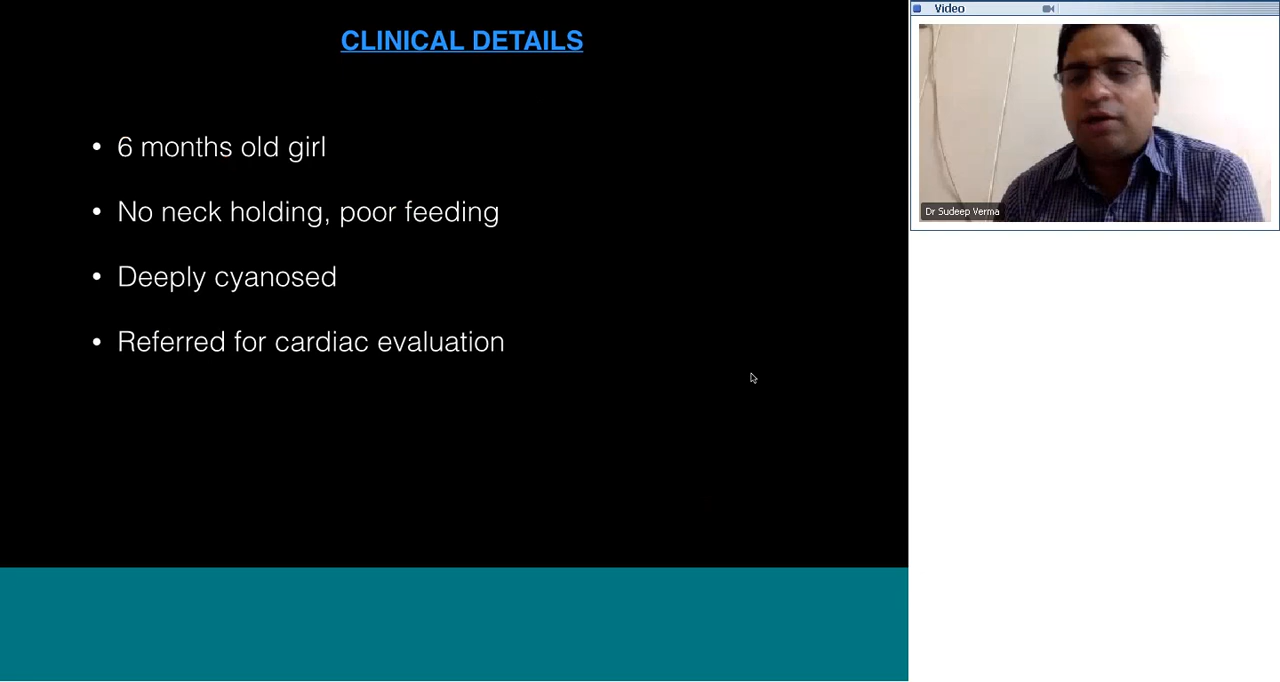 CLINICAL DETAILS
• 6 months old girl
• No neck holding, poor feeding
• Deeply cyanosed
• Referred for cardiac evaluation
Video
Dr Sudeep Verma